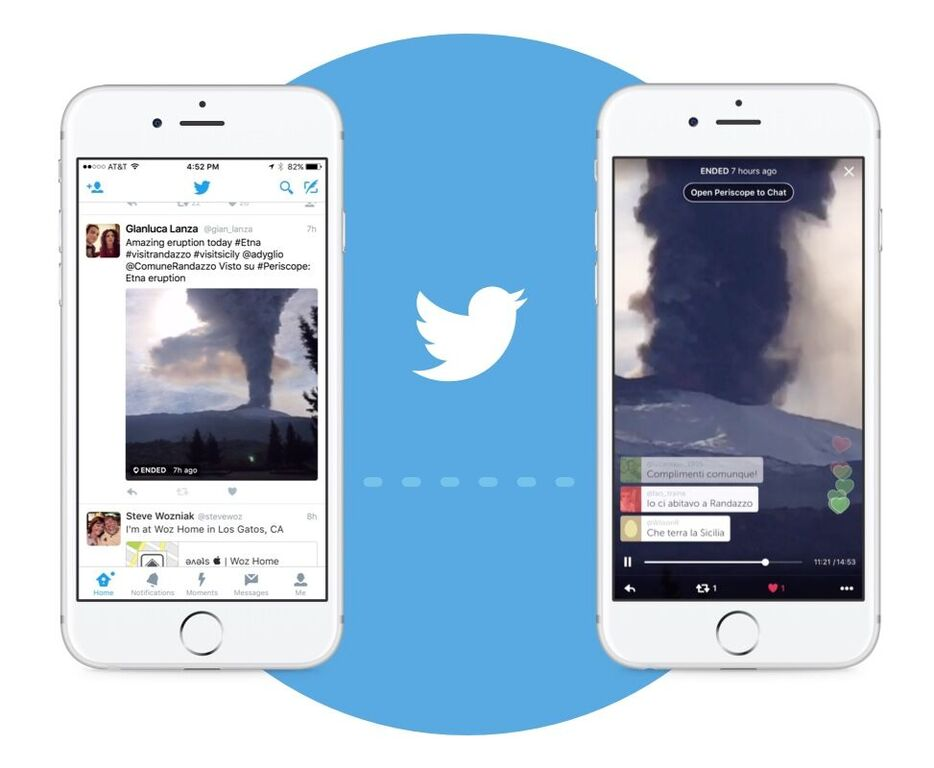 AT&T 4:52 PM 82%
22 26
Gianluca Lanza @gian_lanza 7h
Amazing eruption today #Etna
#visitrandazzo #visitsicily @adyglio
@ComuneRandazzo Visto su #Periscope:
Etna eruption
ENDED 7h ago
Steve Wozniak @stevewoz 8h
I'm at Woz Home in Los Gatos, CA
| Woz Home
Home Notifications Moments Messages Me
ENDED 7 hours ago
Open Periscope to Chat
Complimenti comunque!
Io ci abitavo a Randazzo
Che terra la Sicilia
11:21 / 14:53
1 1